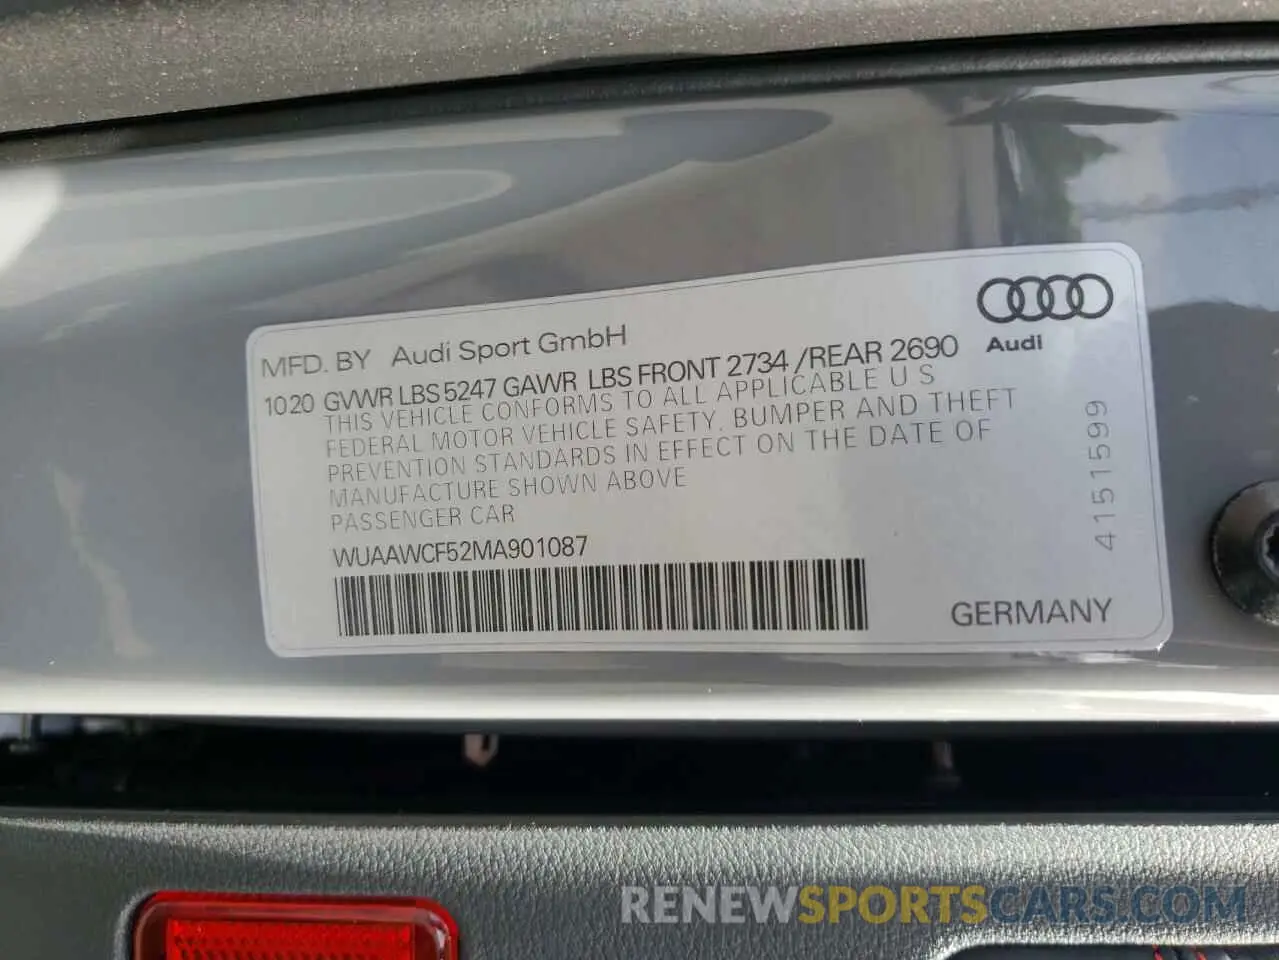 Audi
MFD. BY Audi Sport GmbH
1020 GVWR LBS 5247 GAWR LBS FRONT 2734 /REAR 2690
THIS VEHICLE CONFORMS TO ALL APPLICABLE U S
FEDERAL MOTOR VEHICLE SAFETY. BUMPER AND THEFT
PREVENTION STANDARDS IN EFFECT ON THE DATE OF
MANUFACTURE SHOWN ABOVE
PASSENGER CAR
WUAAWCF52MA901087
4151599
GERMANY
RENEWSPORTSCARS.COM